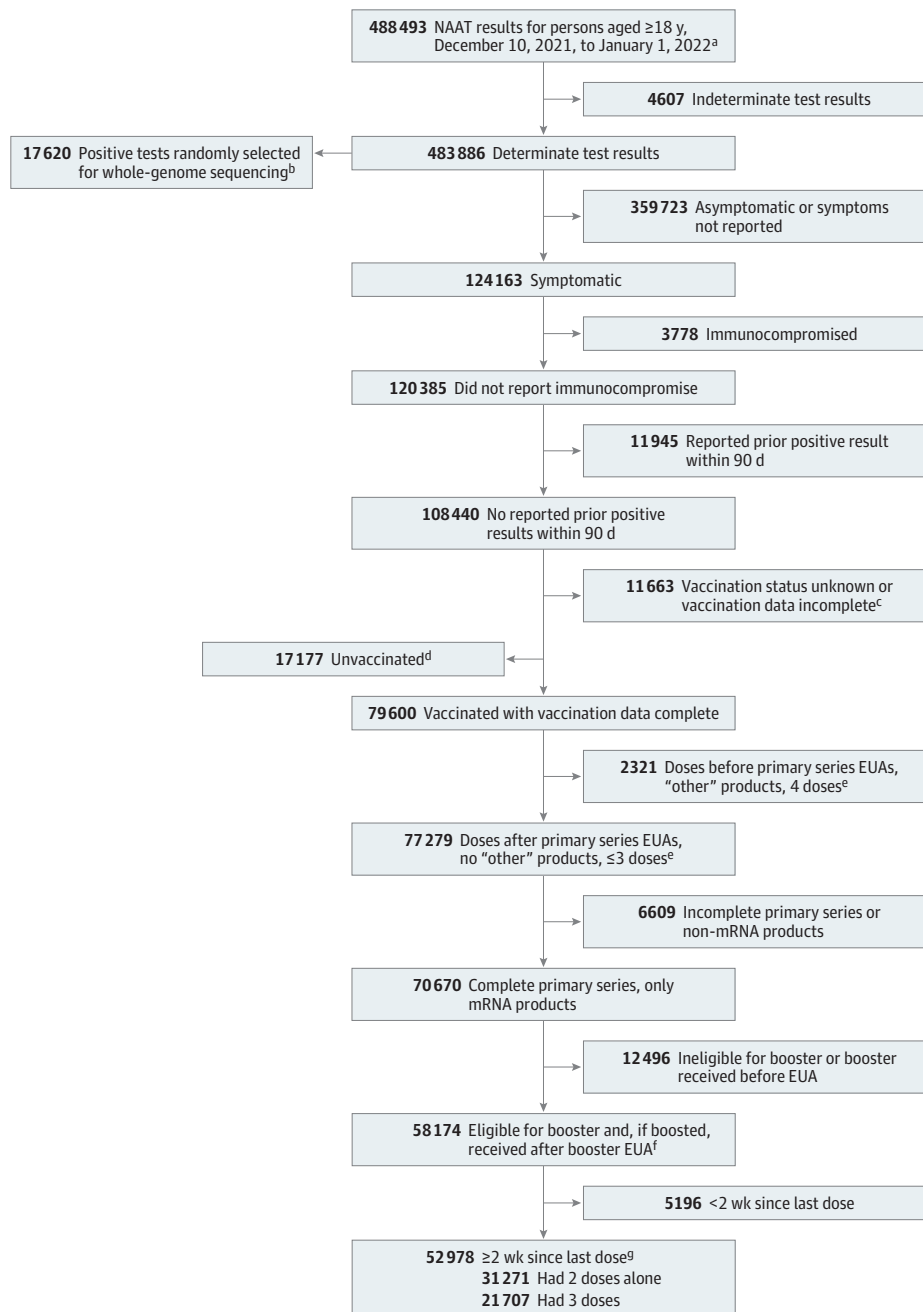 488 493 NAAT results for persons aged ≥18 y,
December 10, 2021, to January 1, 2022a
4607 Indeterminate test results
17 620 Positive tests randomly selected
for whole-genome sequencingb
483 886 Determinate test results
359 723 Asymptomatic or symptoms
not reported
124 163 Symptomatic
3778 Immunocompromised
120 385 Did not report immunocompromise
11 945 Reported prior positive result
within 90 d
108 440 No reported prior positive
results within 90 d
11 663 Vaccination status unknown or
vaccination data incompletec
17 177 Unvaccinatedd
79 600 Vaccinated with vaccination data complete
2321 Doses before primary series EUAs,
“other” products, 4 dosese
77 279 Doses after primary series EUAs,
no “other” products, ≤3 dosese
6609 Incomplete primary series or
non-mRNA products
70 670 Complete primary series, only
mRNA products
12 496 Ineligible for booster or booster
received before EUA
58 174 Eligible for booster and, if boosted,
received after booster EUAf
5196 <2 wk since last dose
52 978 ≥2 wk since last doseg
31 271 Had 2 doses alone
21 707 Had 3 doses